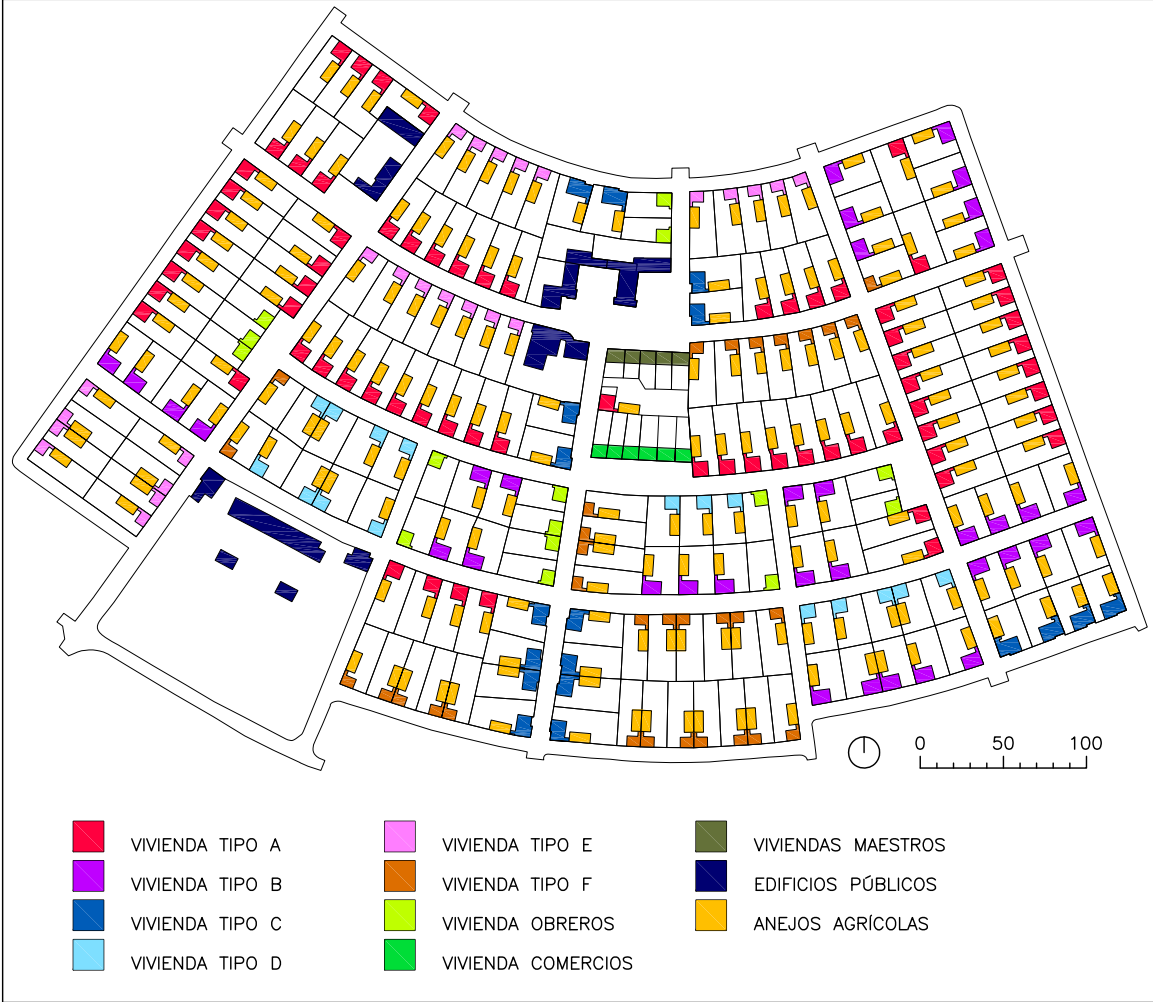 0 50 100
VIVIENDA TIPO A
VIVIENDA TIPO B
VIVIENDA TIPO C
VIVIENDA TIPO D
VIVIENDA TIPO E
VIVIENDA TIPO F
VIVIENDA OBREROS
VIVIENDA COMERCIOS
VIVIENDAS MAESTROS
EDIFICIOS PÚBLICOS
ANEJOS AGRÍCOLAS